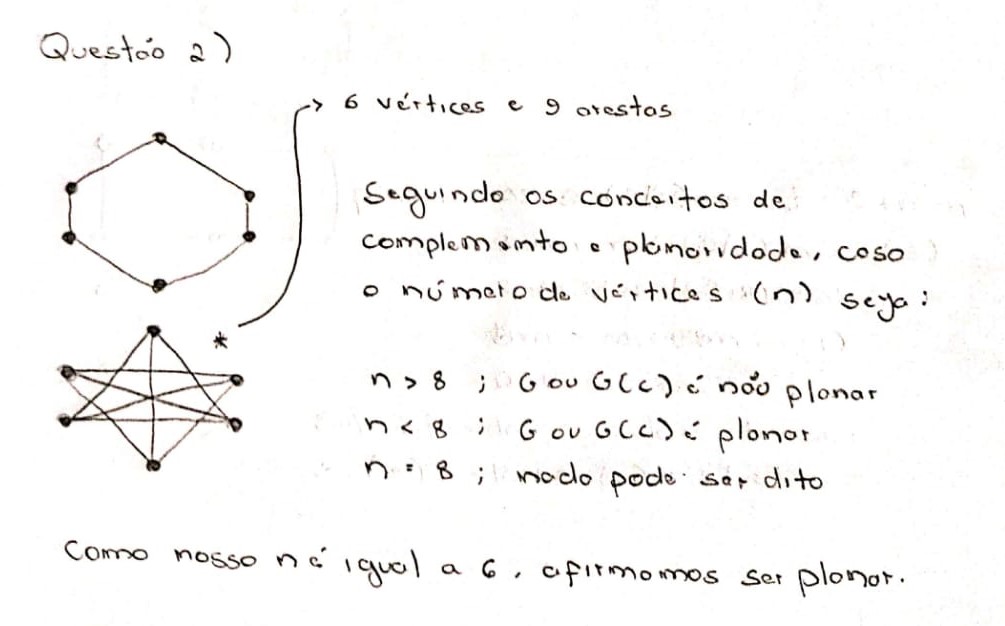 Questão 2)
→ 6 vértices e 9 arestas
Seguindo os conceitos de
complemento e planaridade, caso
o número de vértices (n) seja:
*
n > 8 ; G ou G(c) é não planar
n < 8 ; G ou G(c) é planar
n = 8 ; nada pode ser dito
Como nosso n é igual a 6, afirmamos ser planar.